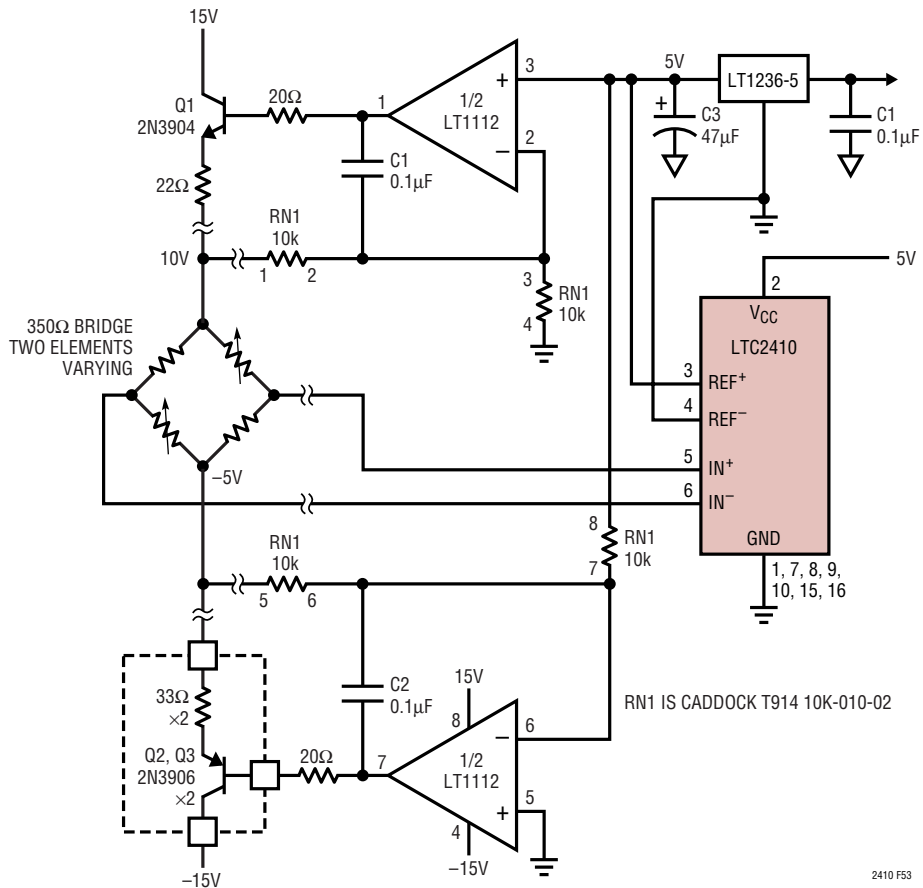 15V
Q1
2N3904
20Ω
1
1/2
LT1112
+
–
3
2
5V
LT1236-5
+
C3
47µF
C1
0.1µF
22Ω
C1
0.1µF
RN1
10k
10V
1
2
3
4
RN1
10k
5V
2
VCC
LTC2410
350Ω BRIDGE
TWO ELEMENTS
VARYING
3
REF+
4
REF–
5
IN+
6
IN–
–5V
GND
1, 7, 8, 9,
10, 15, 16
8
7
RN1
10k
RN1
10k
5
6
C2
0.1µF
15V
8
RN1 IS CADDOCK T914 10K-010-02
33Ω
×2
Q2, Q3
2N3906
×2
20Ω
7
1/2
LT1112
–
+
6
5
4
–15V
–15V
2410 F53